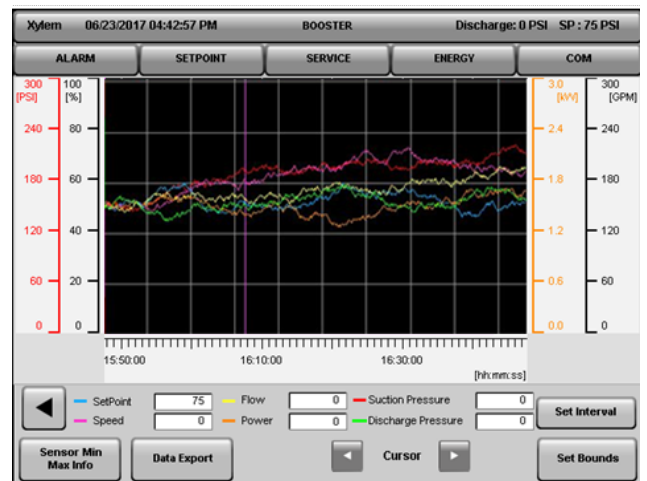 Xylem 06/23/2017 04:42:57 PM BOOSTER Discharge: 0 PSI SP : 75 PSI
ALARM SETPOINT SERVICE ENERGY COM
300 100 3.0 300
[PSI] [%] [kW] [GPM]
240 80 2.4 240
180 60 1.8 180
120 40 1.2 120
60 20 0.6 60
0 0 0.0 0
15:50:00 16:10:00 16:30:00
[hh:mm:ss]
SetPoint 75 Flow 0 Suction Pressure 0
Speed 0 Power 0 Discharge Pressure 0
Set Interval
Sensor Min
Max Info
Data Export
Cursor
Set Bounds